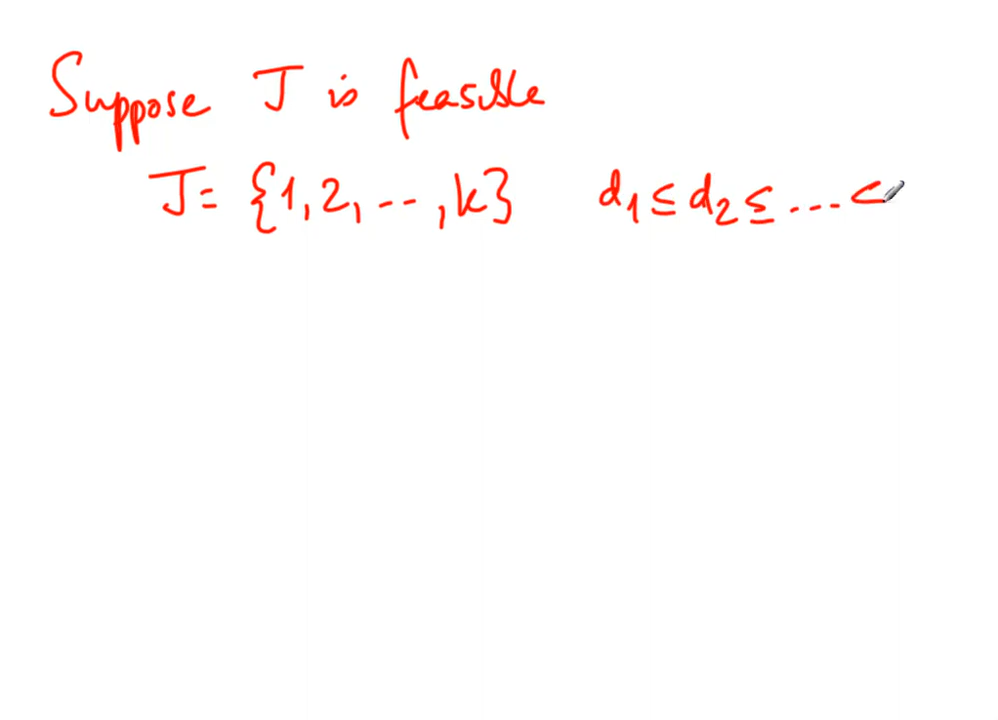 Suppose J is feasible
J = {1, 2, --, k} d1 ≤ d2 ≤ ... <